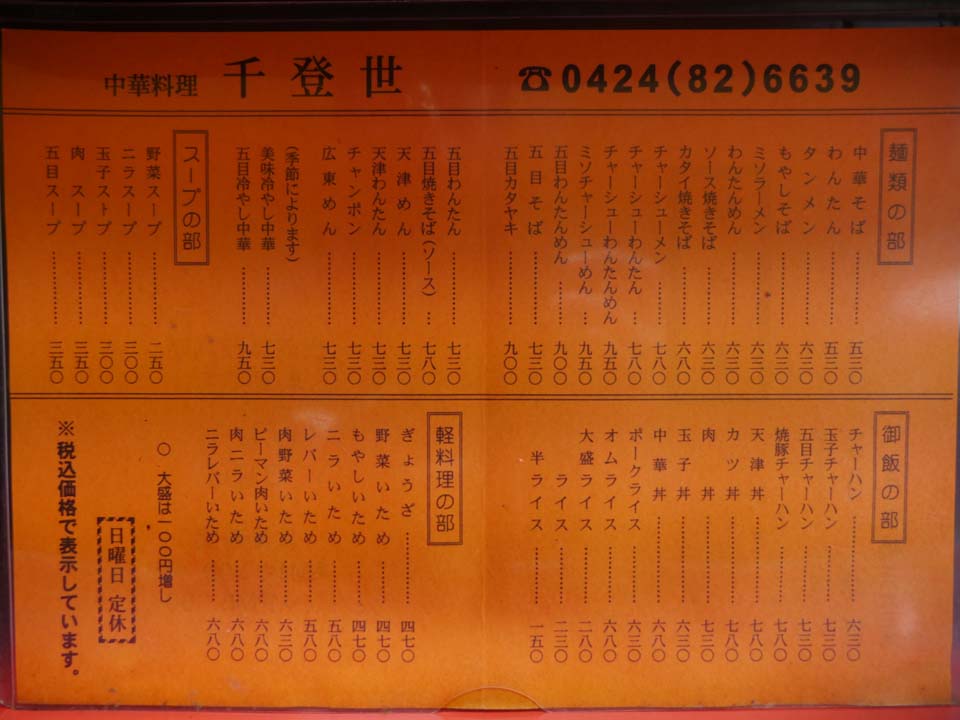 中華料理 千登世 ☎0424(82)6639
麺類の部
中華そば…………五三〇
わんたん…………五三〇
タンメン…………六三〇
もやしそば…………六三〇
ミソラーメン…………六三〇
わんたんめん…………六三〇
ソース焼きそば…………六三〇
カタイ焼きそば…………六八〇
チャーシューメン…………七八〇
チャーシューわんたん…七八〇
チャーシューわんたんめん 九五〇
ミソチャーシューめん…九五〇
五目わんたんめん…………九〇〇
五目そば…………七三〇
五目カタヤキ…………九〇〇
五目わんたん…………七三〇
五目焼きそば(ソース)…七八〇
天津めん…………七三〇
天津わんたん…………七三〇
チャンポン…………七三〇
広東めん…………七三〇
(季節によります)
美味冷やし中華…………七三〇
五目冷やし中華…………九五〇
スープの部
野菜スープ…………二五〇
ニラスープ…………三〇〇
玉子スープ…………三〇〇
肉スープ…………三五〇
五目スープ…………三五〇
御飯の部
チャーハン…………六三〇
玉子チャーハン…………七三〇
五目チャーハン…………七八〇
焼豚チャーハン…………七八〇
天津丼…………七八〇
カツ丼…………七八〇
肉丼…………七三〇
玉子丼…………六八〇
中華丼…………六八〇
ポークライス…………六三〇
オムライス…………六八〇
大盛ライス…………二八〇
ライス…………二三〇
半ライス…………一五〇
軽料理の部
ぎょうざ…………四七〇
野菜いため…………四七〇
もやしいため…………四七〇
ニラいため…………五八〇
レバーいため…………五八〇
肉野菜いため…………六三〇
ピーマン肉いため…………六八〇
肉ニラいため…………六八〇
ニラレバーいため…………六八〇
○ 大盛は一〇〇円増し
日曜日 定休
※税込価格で表示しています。